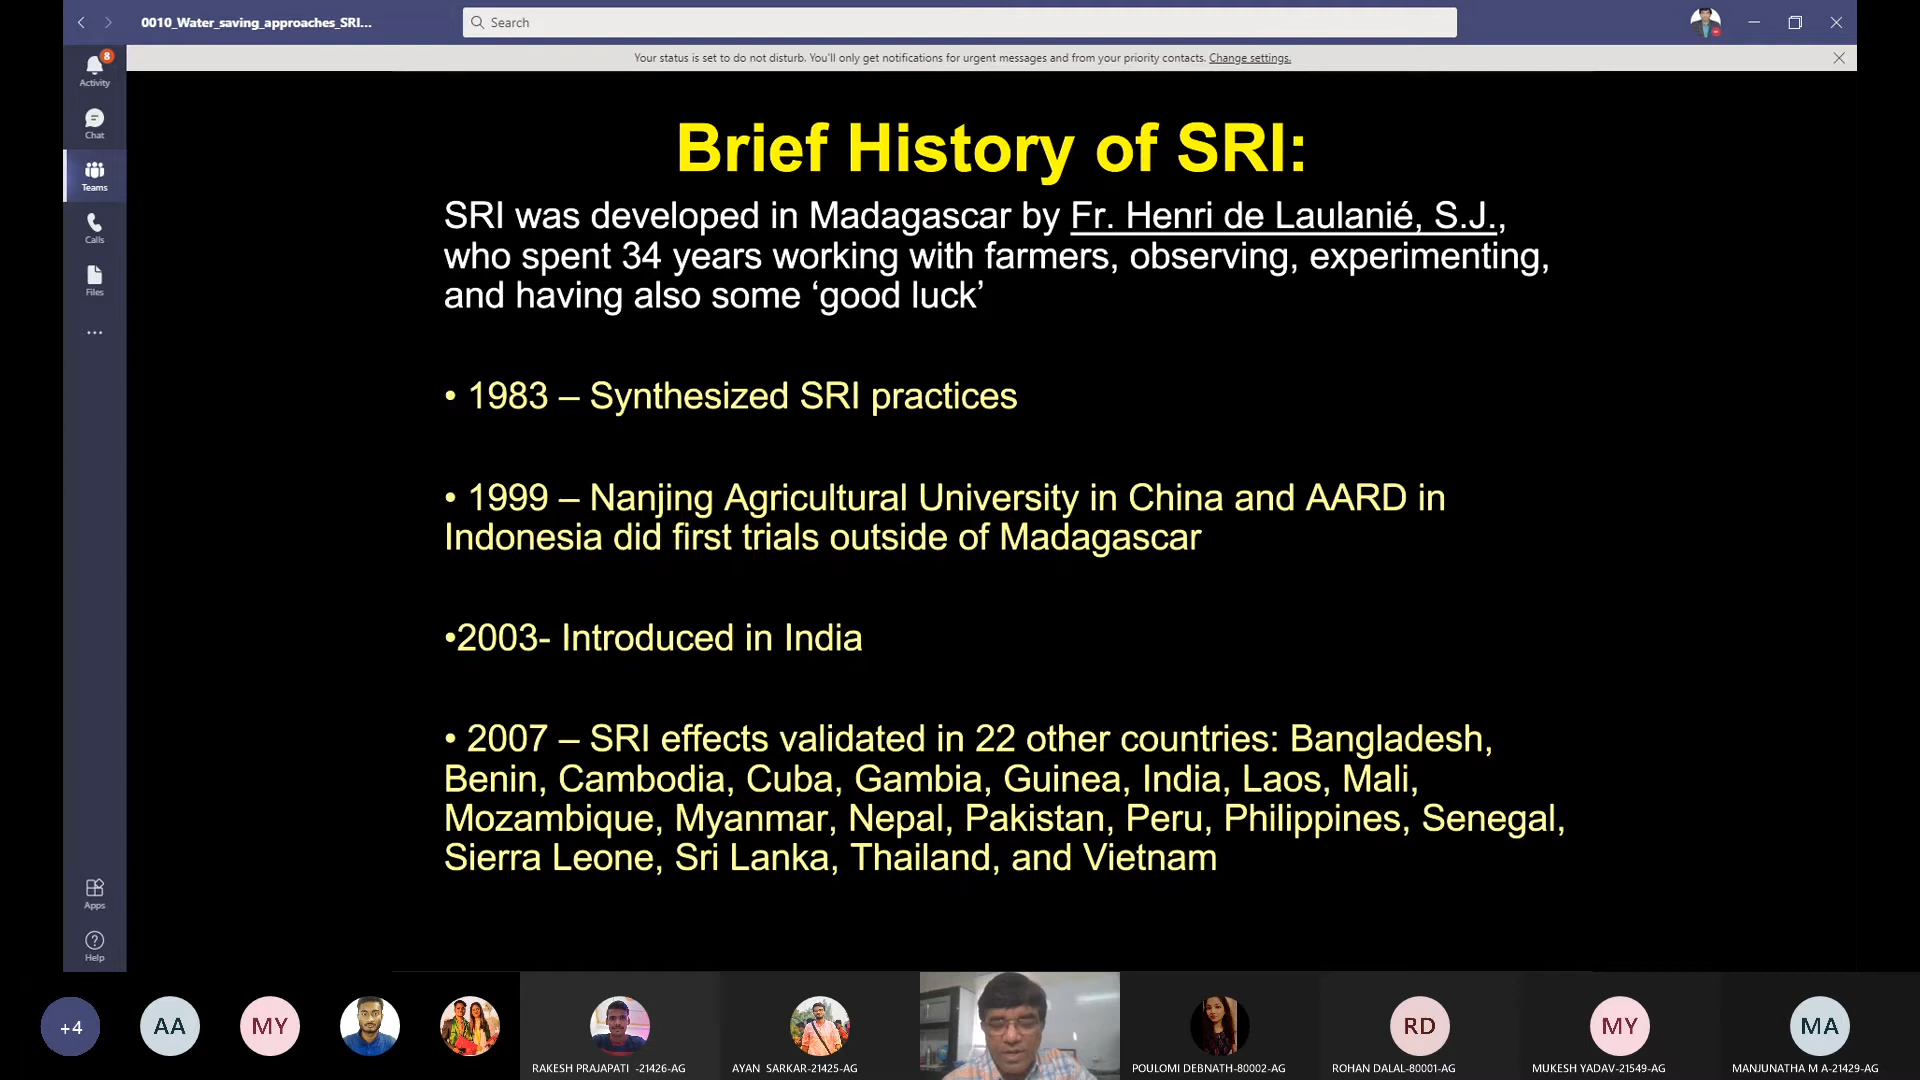 0010_Water_saving_approaches_SRI...
Search
8
Activity
Your status is set to do not disturb. You'll only get notifications for urgent messages and from your priority contacts. Change settings.
Chat
Teams
Calls
Files
Brief History of SRI:
SRI was developed in Madagascar by Fr. Henri de Laulanié, S.J.,
who spent 34 years working with farmers, observing, experimenting,
and having also some ‘good luck’
• 1983 – Synthesized SRI practices
• 1999 – Nanjing Agricultural University in China and AARD in
Indonesia did first trials outside of Madagascar
•2003- Introduced in India
• 2007 – SRI effects validated in 22 other countries: Bangladesh,
Benin, Cambodia, Cuba, Gambia, Guinea, India, Laos, Mali,
Mozambique, Myanmar, Nepal, Pakistan, Peru, Philippines, Senegal,
Sierra Leone, Sri Lanka, Thailand, and Vietnam
Apps
Help
+4
AA
MY
RD
MY
MA
RAKESH PRAJAPATI -21426-AG
AYAN SARKAR-21425-AG
POULOMI DEBNATH-80002-AG
ROHAN DALAL-80001-AG
MUKESH YADAV-21549-AG
MANJUNATHA M A-21429-AG